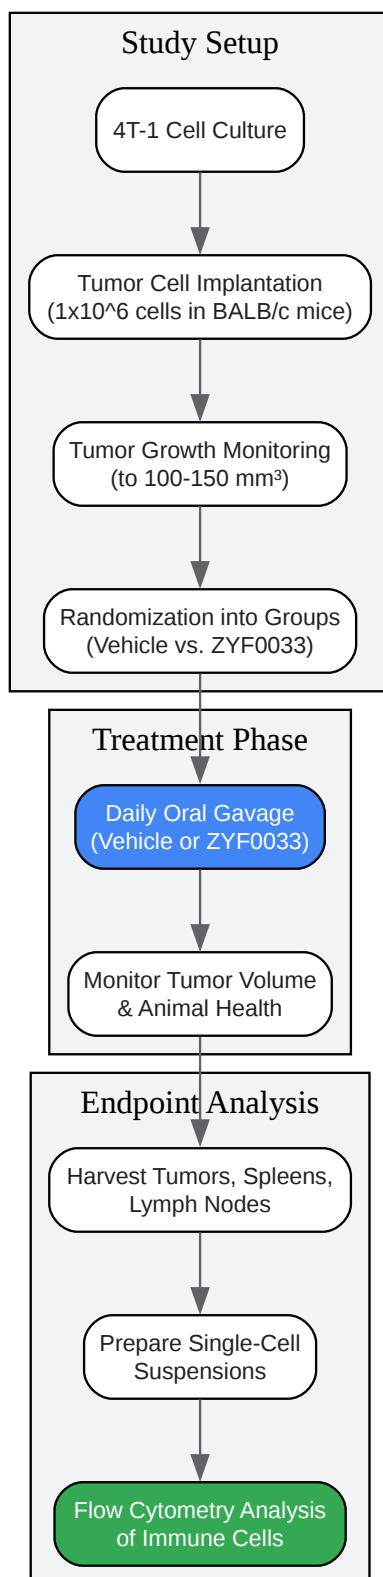 Study Setup
4T-1 Cell Culture
Tumor Cell Implantation
(1x10^6 cells in BALB/c mice)
Tumor Growth Monitoring
(to 100-150 mm³)
Randomization into Groups
(Vehicle vs. ZYF0033)
Treatment Phase
Daily Oral Gavage
(Vehicle or ZYF0033)
Monitor Tumor Volume
& Animal Health
Endpoint Analysis
Harvest Tumors, Spleens,
Lymph Nodes
Prepare Single-Cell
Suspensions
Flow Cytometry Analysis
of Immune Cells